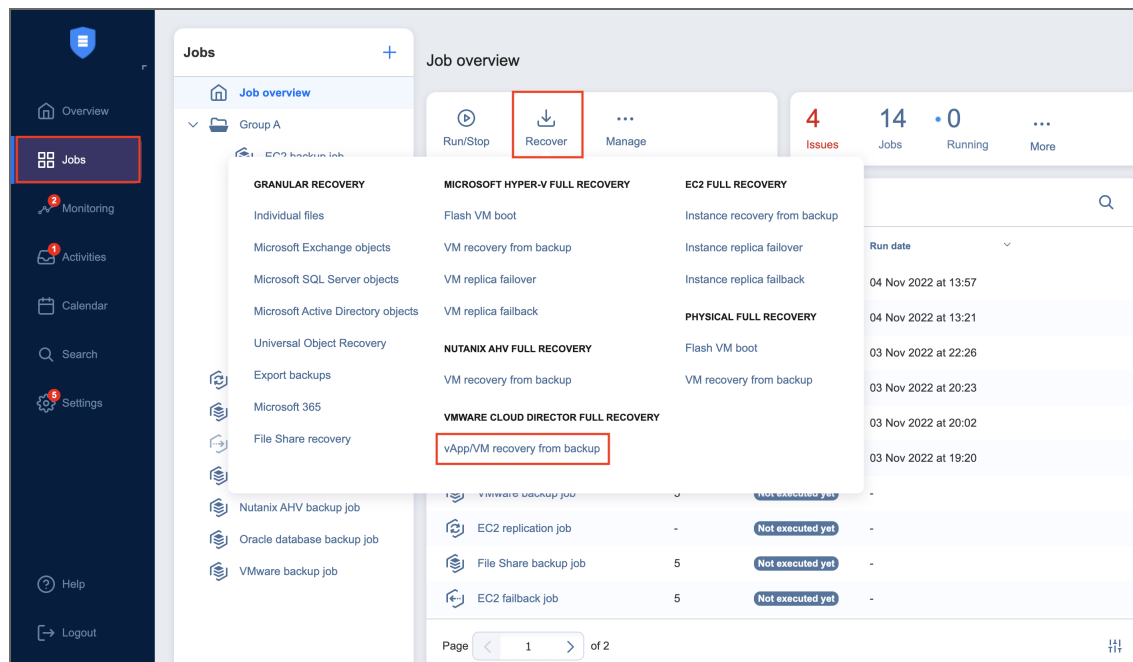 Overview
Jobs
2
Monitoring
1
Activities
Calendar
Search
5
Settings
Help
Logout
Jobs
Job overview
Group A
EC2 backup job
Nutanix AHV backup job
Oracle database backup job
VMware backup job
Job overview
Run/Stop
Recover
Manage
4
Issues
14
Jobs
0
Running
More
GRANULAR RECOVERY
Individual files
Microsoft Exchange objects
Microsoft SQL Server objects
Microsoft Active Directory objects
Universal Object Recovery
Export backups
Microsoft 365
File Share recovery
MICROSOFT HYPER-V FULL RECOVERY
Flash VM boot
VM recovery from backup
VM replica failover
VM replica failback
NUTANIX AHV FULL RECOVERY
VM recovery from backup
VMWARE CLOUD DIRECTOR FULL RECOVERY
vApp/VM recovery from backup
EC2 FULL RECOVERY
Instance recovery from backup
Instance replica failover
Instance replica failback
PHYSICAL FULL RECOVERY
Flash VM boot
VM recovery from backup
Run date
04 Nov 2022 at 13:57
04 Nov 2022 at 13:21
03 Nov 2022 at 22:26
03 Nov 2022 at 20:23
03 Nov 2022 at 20:02
03 Nov 2022 at 19:20
VMware backup job 5 Not executed yet -
EC2 replication job - Not executed yet -
File Share backup job 5 Not executed yet -
EC2 failback job 5 Not executed yet -
Page 1 of 2